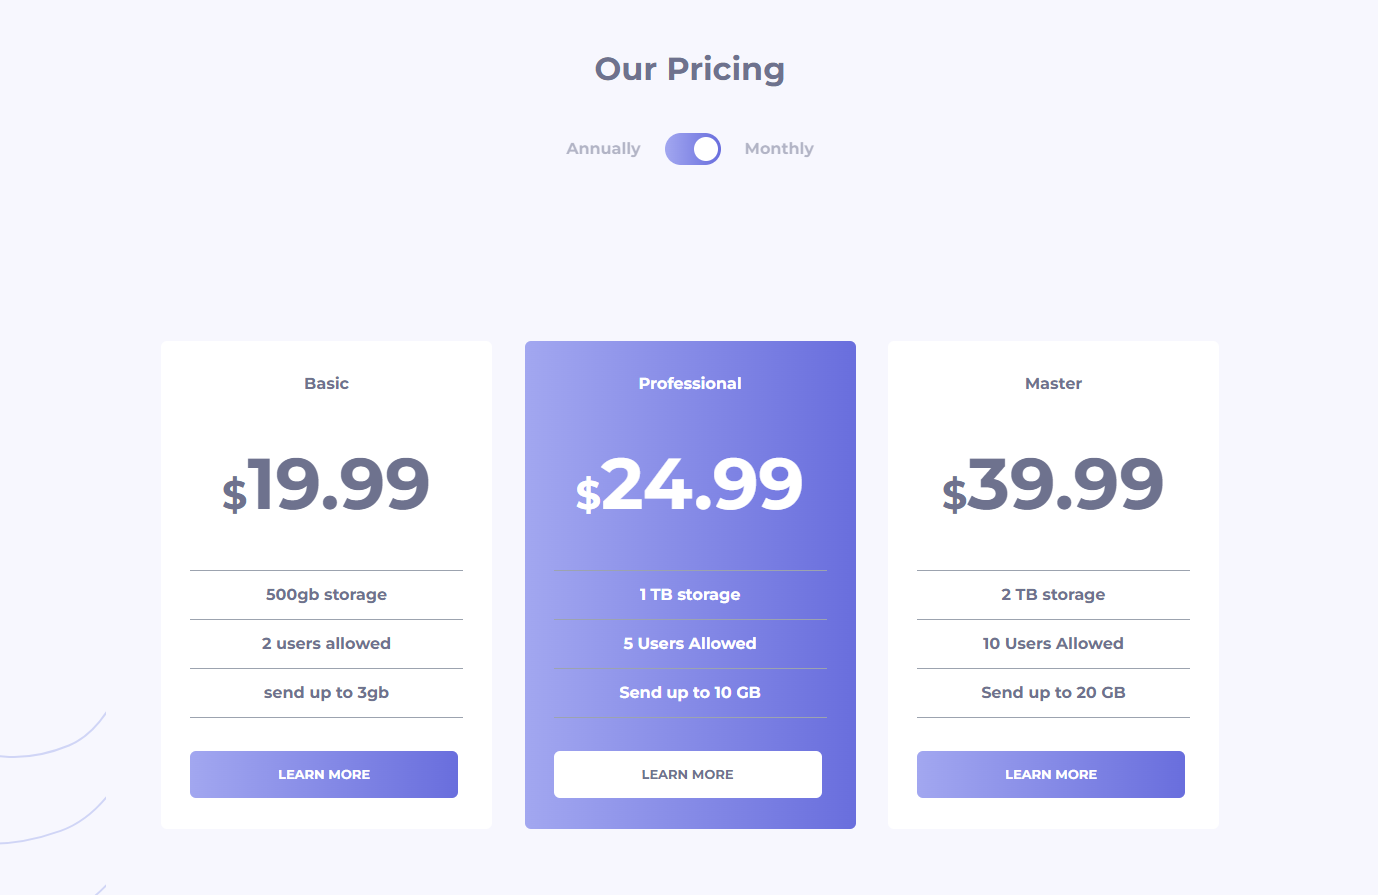 Our Pricing
Annually Monthly
Basic
$19.99
500gb storage
2 users allowed
send up to 3gb
LEARN MORE
Professional
$24.99
1 TB storage
5 Users Allowed
Send up to 10 GB
LEARN MORE
Master
$39.99
2 TB storage
10 Users Allowed
Send up to 20 GB
LEARN MORE